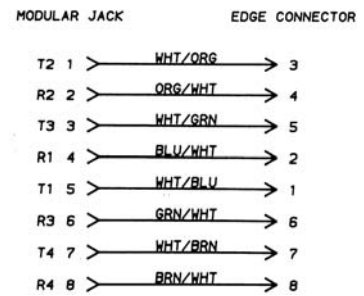 MODULAR JACK EDGE CONNECTOR
T2 1 WHT/ORG 3
R2 2 ORG/WHT 4
T3 3 WHT/GRN 5
R1 4 BLU/WHT 2
T1 5 WHT/BLU 1
R3 6 GRN/WHT 6
T4 7 WHT/BRN 7
R4 8 BRN/WHT 8